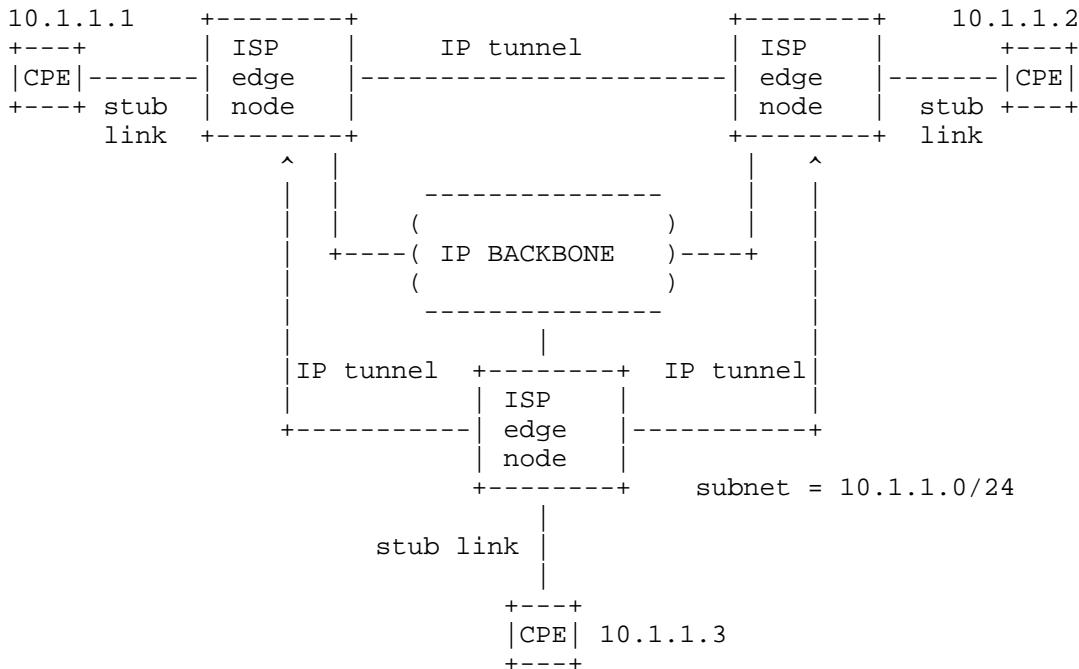 10.1.1.1 10.1.1.2
ISP IP tunnel ISP
CPE edge edge CPE
stub node node stub
link link
IP BACKBONE
IP tunnel IP tunnel
ISP
edge
node
subnet = 10.1.1.0/24
stub link
CPE 10.1.1.3